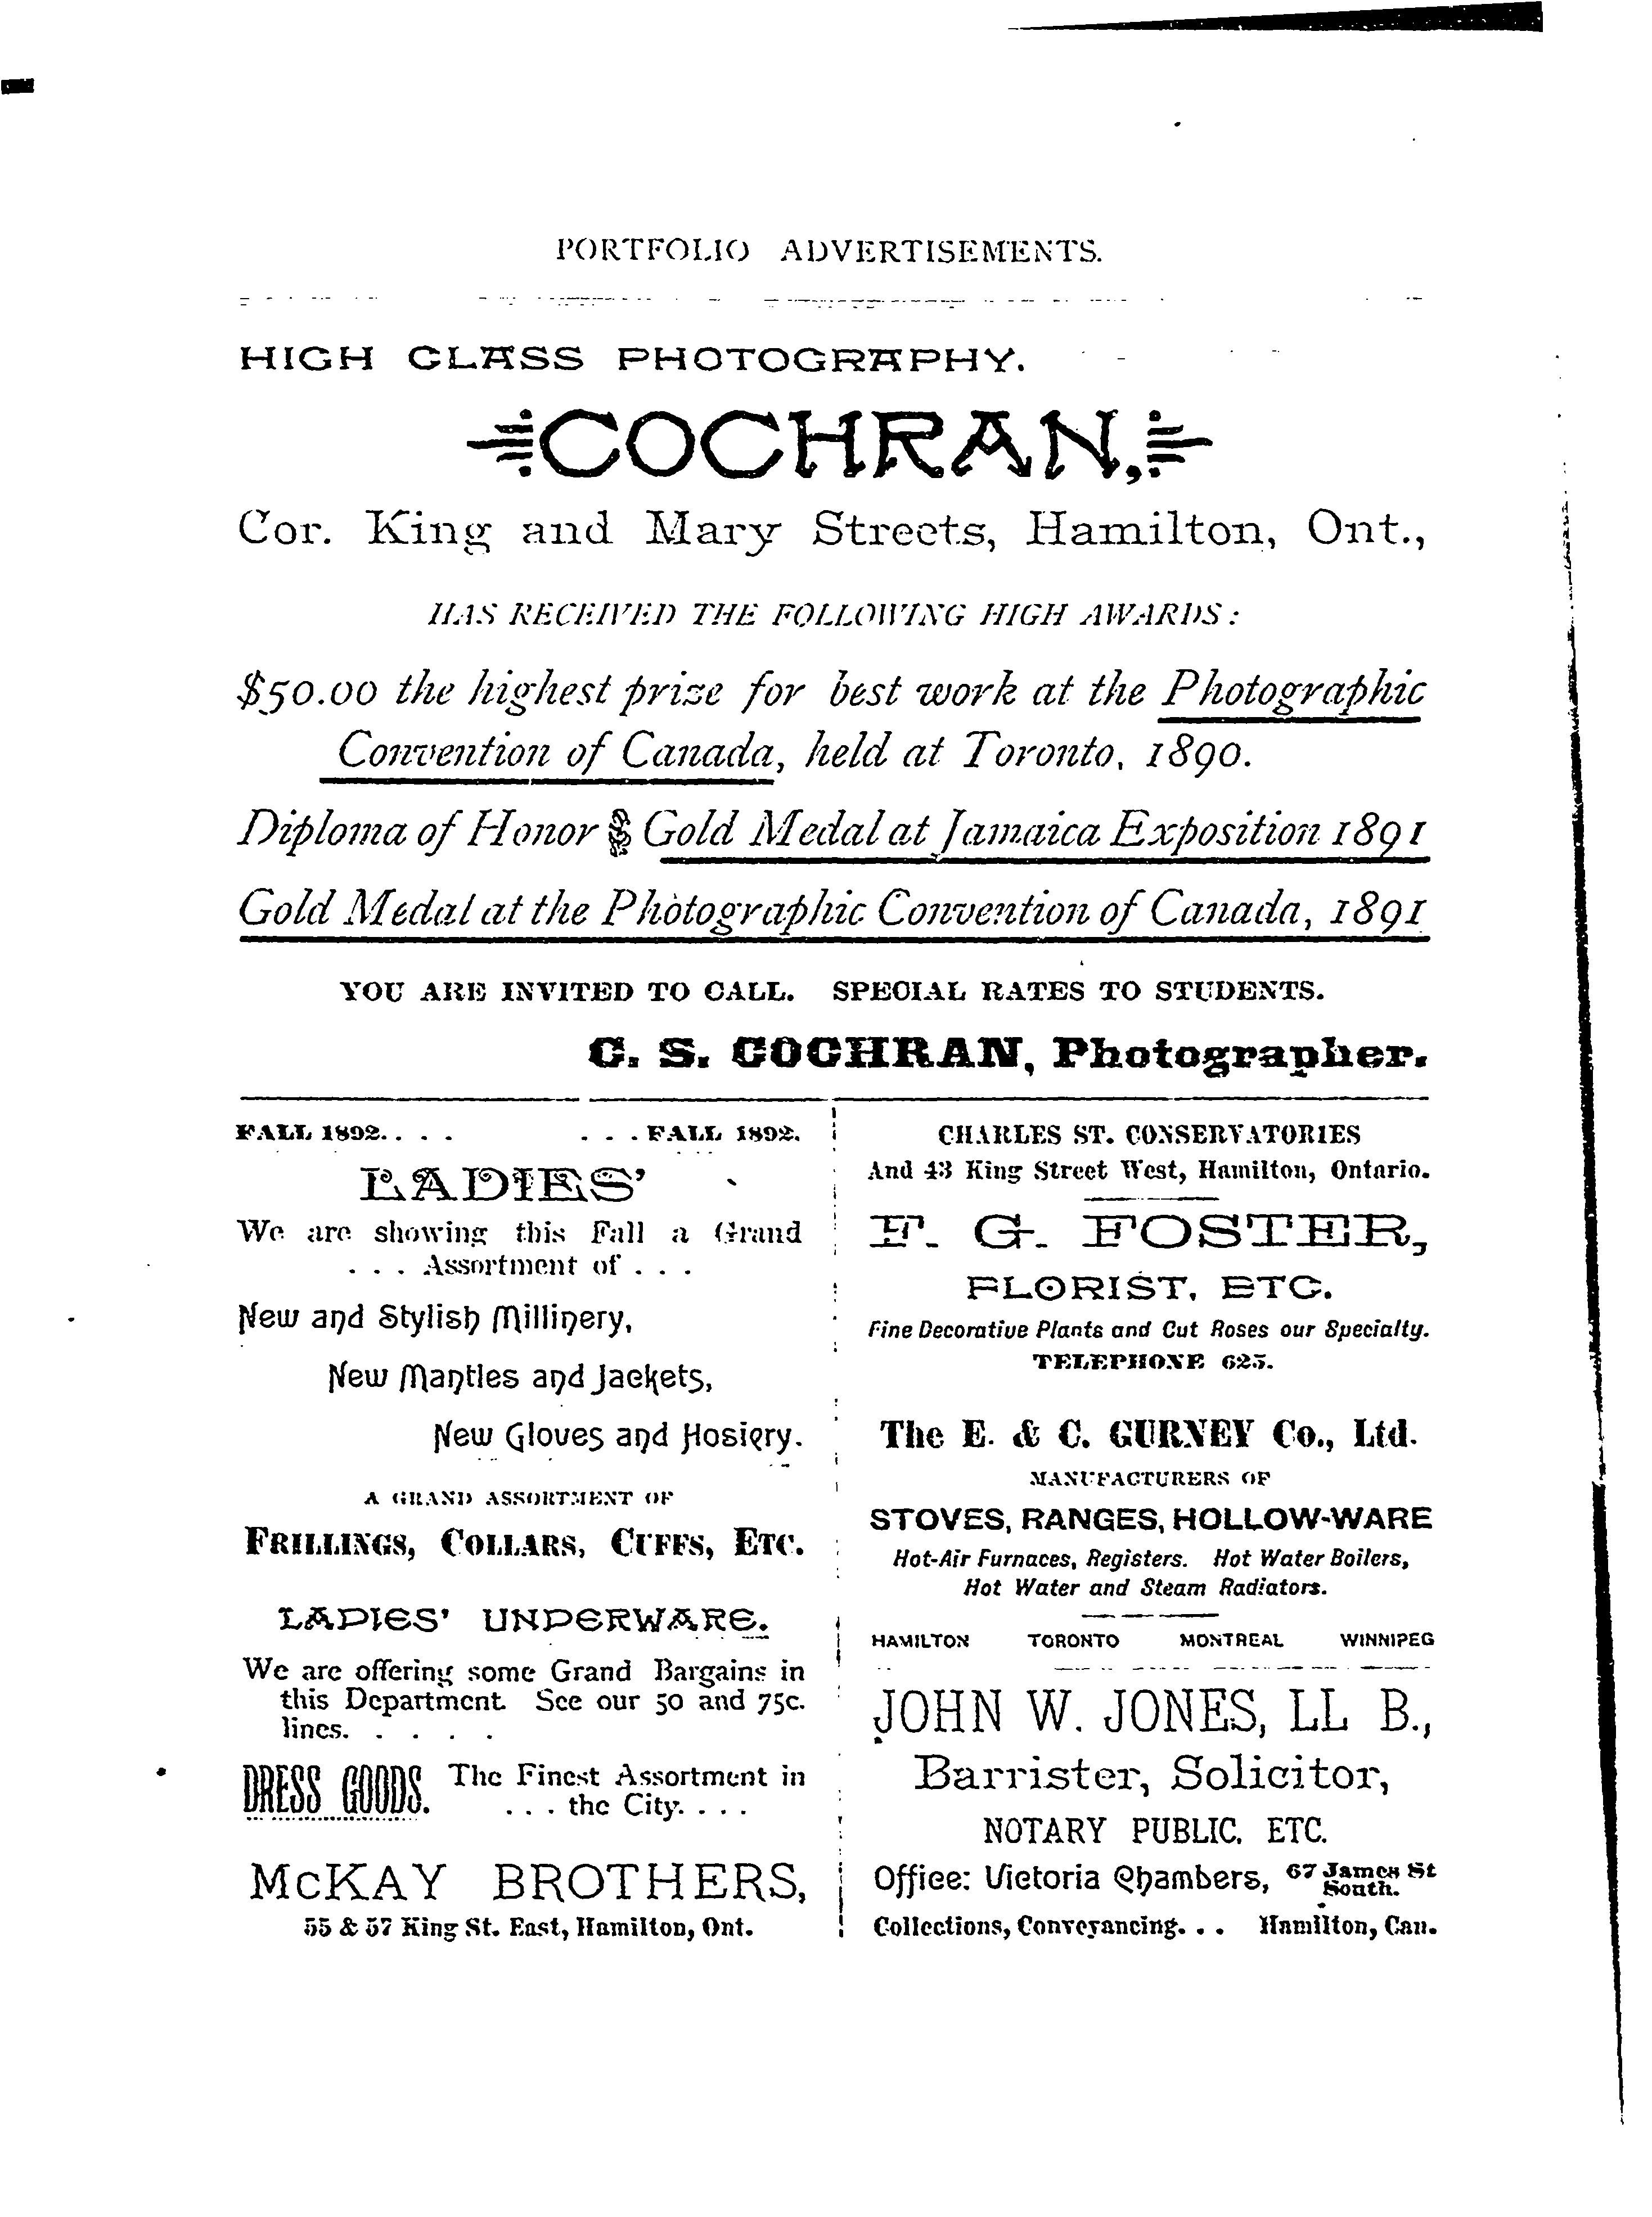 PORTFOLIO ADVERTISEMENTS.
HIGH CLASS PHOTOGRAPHY.
COCHRAN,
Cor. King and Mary Streets, Hamilton, Ont.,
HAS RECEIVED THE FOLLOWING HIGH AWARDS:
$50.00 the highest prize for best work at the Photographic
Convention of Canada, held at Toronto, 1890.
Diploma of Honor & Gold Medal at Jamaica Exposition 1891
Gold Medal at the Photographic Convention of Canada, 1891
YOU ARE INVITED TO CALL. SPECIAL RATES TO STUDENTS.
C. S. COCHRAN, Photographer.
FALL 1892. . . . . . . FALL 1892.
LADIES'
We are showing this Fall a Grand
. . . Assortment of . . .
New and Stylish Millinery,
New Mantles and Jackets,
New Gloves and Hosiery.
A GRAND ASSORTMENT OF
FRILLINGS, COLLARS, CUFFS, ETC.
LADIES' UNDERWARE.
We are offering some Grand Bargains in
this Department. See our 50 and 75c.
lines. . . . . .
DRESS GOODS. The Finest Assortment in
. . . the City. . . .
McKAY BROTHERS,
55 & 57 King St. East, Hamilton, Ont.
CHARLES ST. CONSERVATORIES
And 43 King Street West, Hamilton, Ontario.
F. G. FOSTER,
FLORIST, ETC.
Fine Decorative Plants and Cut Roses our Specialty.
TELEPHONE 625.
The E. & C. GURNEY Co., Ltd.
MANUFACTURERS OF
STOVES, RANGES, HOLLOW-WARE
Hot-Air Furnaces, Registers. Hot Water Boilers,
Hot Water and Steam Radiators.
HAMILTON TORONTO MONTREAL WINNIPEG
JOHN W. JONES, LL B.,
Barrister, Solicitor,
NOTARY PUBLIC, ETC.
Office: Victoria Chambers, 67 James St South.
Collections, Conveyancing. . . Hamilton, Can.